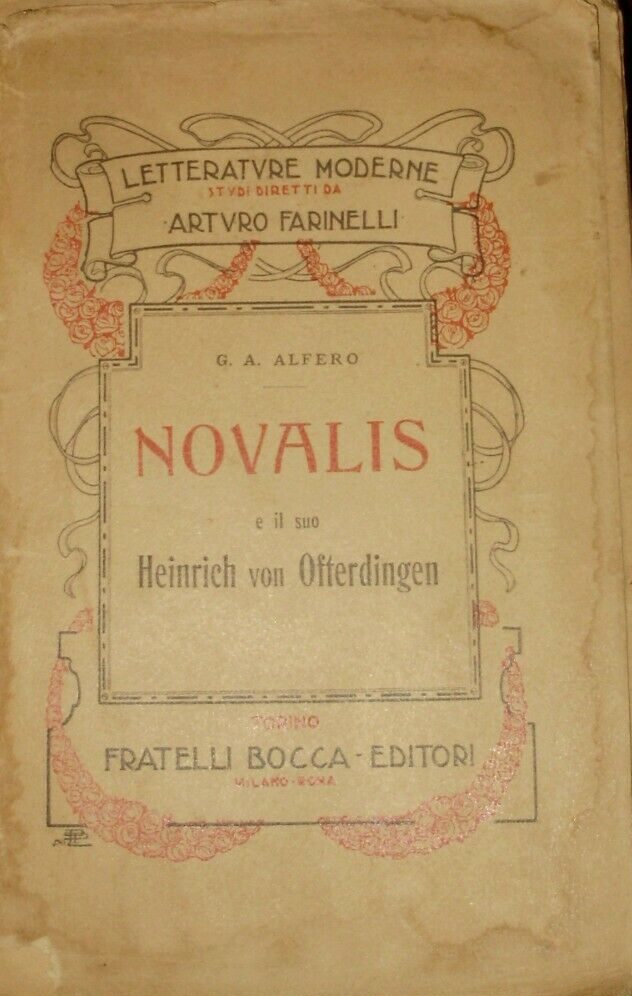 LETTERATVRE MODERNE
STVDI DIRETTI DA
ARTVRO FARINELLI
G. A. ALFERO
NOVALIS
e il suo
Heinrich von Ofterdingen
TORINO
FRATELLI BOCCA - EDITORI
MILANO - ROMA